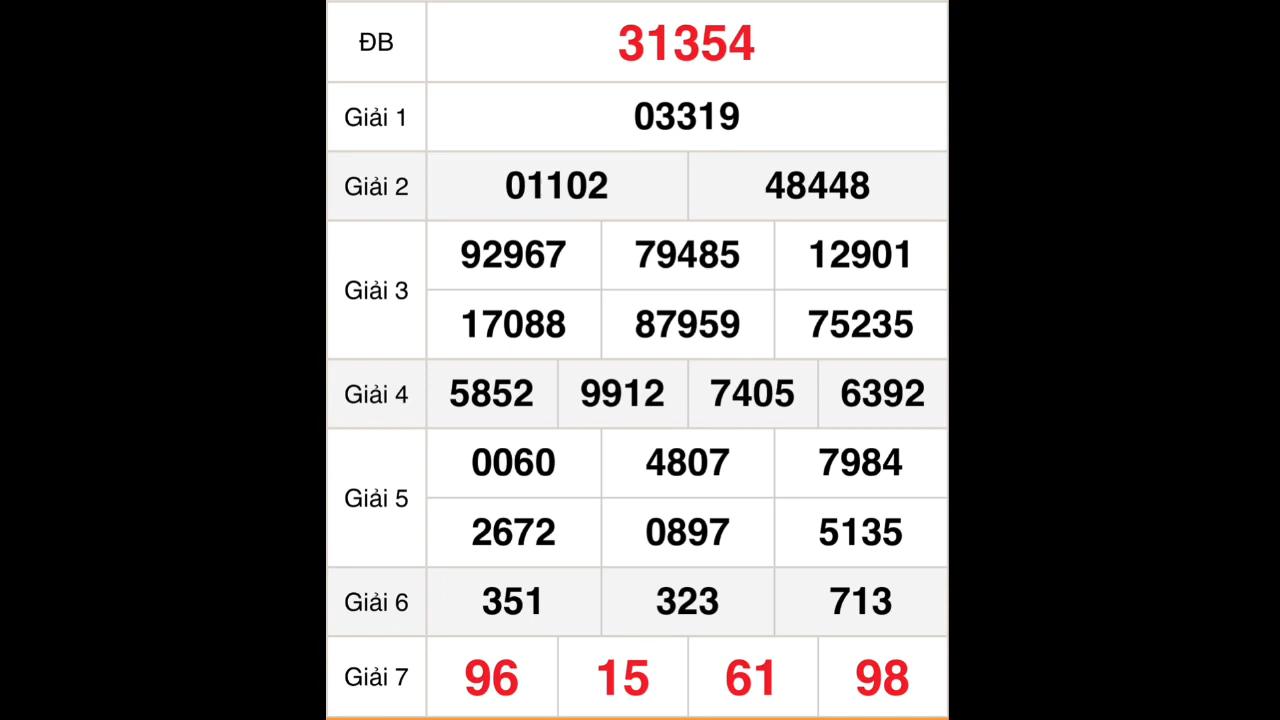 ĐB 31354
Giải 1 03319
Giải 2 01102 48448
Giải 3 92967 79485 12901
17088 87959 75235
Giải 4 5852 9912 7405 6392
Giải 5 0060 4807 7984
2672 0897 5135
Giải 6 351 323 713
Giải 7 96 15 61 98